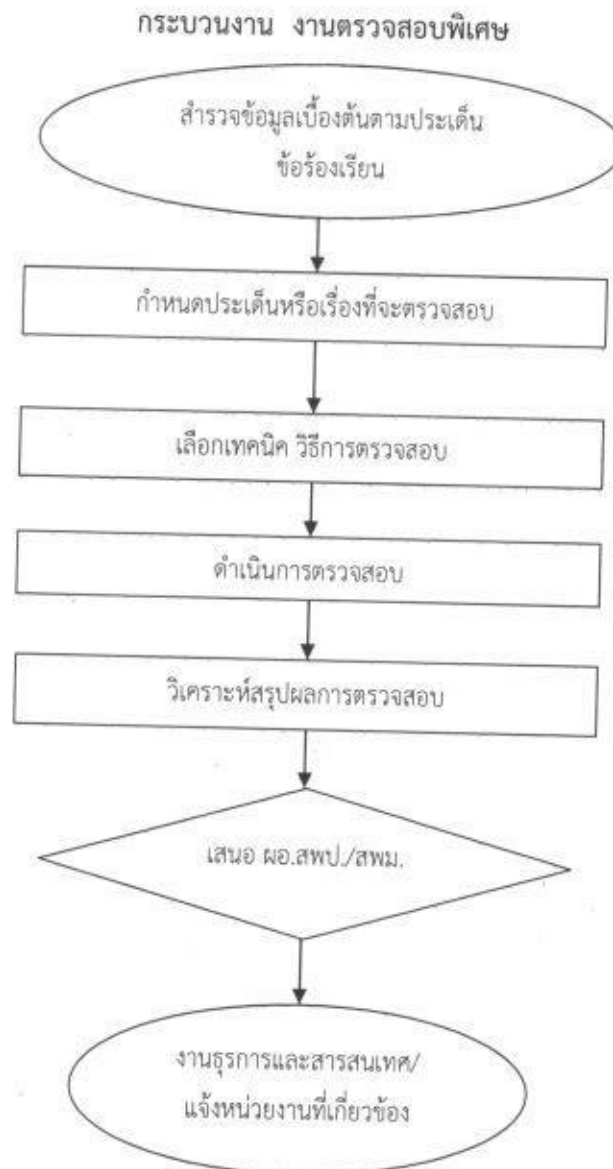 กระบวนงาน งานตรวจสอบพิเศษ
สำรวจข้อมูลเบื้องต้นตามประเด็น
ข้อร้องเรียน
กำหนดประเด็นหรือเรื่องที่จะตรวจสอบ
เลือกเทคนิค วิธีการตรวจสอบ
ดำเนินการตรวจสอบ
วิเคราะห์สรุปผลการตรวจสอบ
เสนอ ผอ.สพป./สพม.
งานธุรการและสารสนเทศ/
แจ้งหน่วยงานที่เกี่ยวข้อง